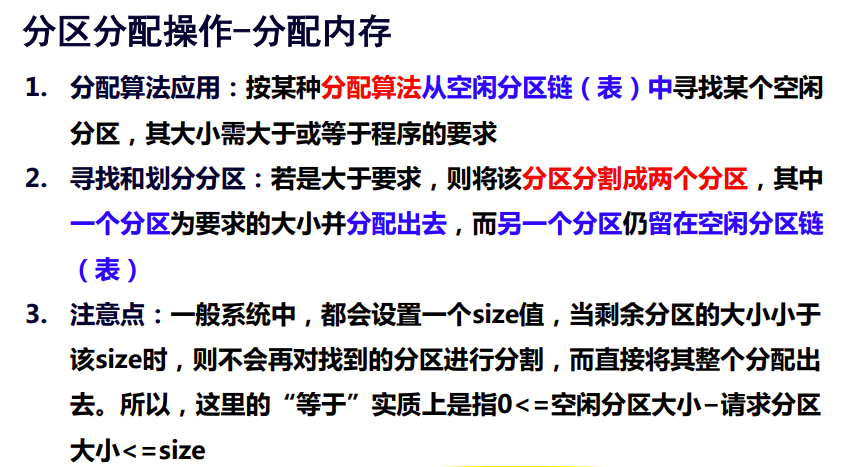 分区分配操作–分配内存
1. 分配算法应用：按某种分配算法从空闲分区链（表）中寻找某个空闲
分区，其大小需大于或等于程序的要求
2. 寻找和划分分区：若是大于要求，则将该分区分割成两个分区，其中
一个分区为要求的大小并分配出去，而另一个分区仍留在空闲分区链
（表）
3. 注意点：一般系统中，都会设置一个size值，当剩余分区的大小小于
该size时，则不会再对找到的分区进行分割，而直接将其整个分配出
去。所以，这里的“等于”实质上是指0<=空闲分区大小–请求分区
大小<=size